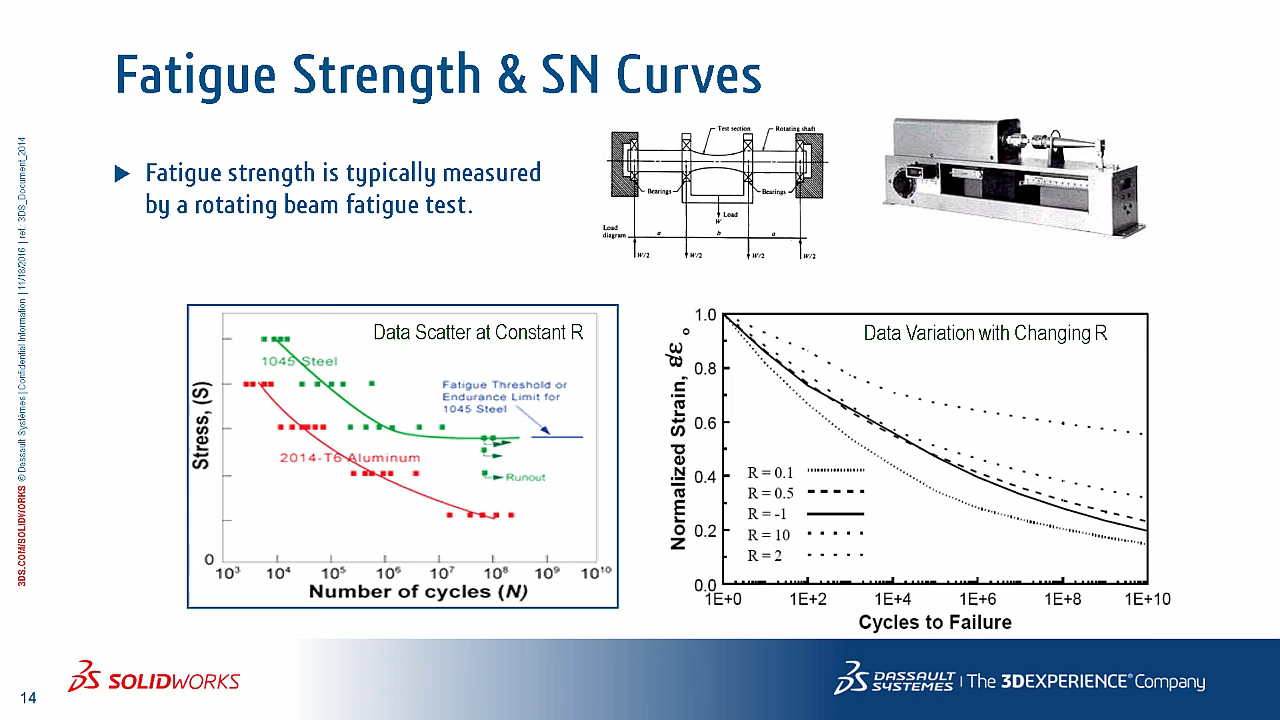 Fatigue Strength & SN Curves
▶ Fatigue strength is typically measured
by a rotating beam fatigue test.
Test section
Rotating shaft
Bearings
Bearings
Load
W
Load
diagram
a
b
a
W/2
W/2
W/2
W/2
Data Scatter at Constant R
1045 Steel
Fatigue Threshold or
Endurance Limit for
1045 Steel
2014-T6 Aluminum
Runout
Stress, (S)
0
10³ 10⁴ 10⁵ 10⁶ 10⁷ 10⁸ 10⁹ 10¹⁰
Number of cycles (N)
Data Variation with Changing R
Normalized Strain, ε/ε₀
1.0
0.8
0.6
0.4
0.2
0.0
R = 0.1
R = 0.5
R = -1
R = 10
R = 2
1E+0 1E+2 1E+4 1E+6 1E+8 1E+10
Cycles to Failure
3DS.COM/SOLIDWORKS © Dassault Systèmes | Confidential Information | 11/18/2016 | ref.: 3DS_Document_2014
14
SOLIDWORKS
DASSAULT SYSTEMES | The 3DEXPERIENCE® Company